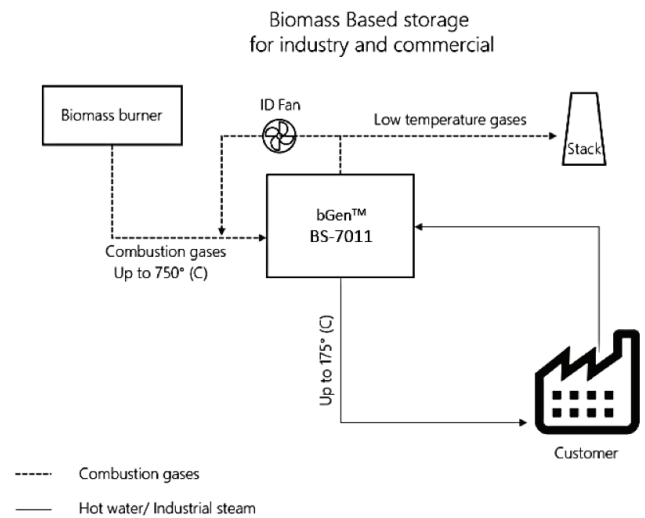 Biomass Based storage
for industry and commercial
Biomass burner
ID Fan
Low temperature gases
Stack
bGen™
BS-7011
Combustion gases
Up to 750° (C)
Up to 175° (C)
Customer
Combustion gases
Hot water/ Industrial steam